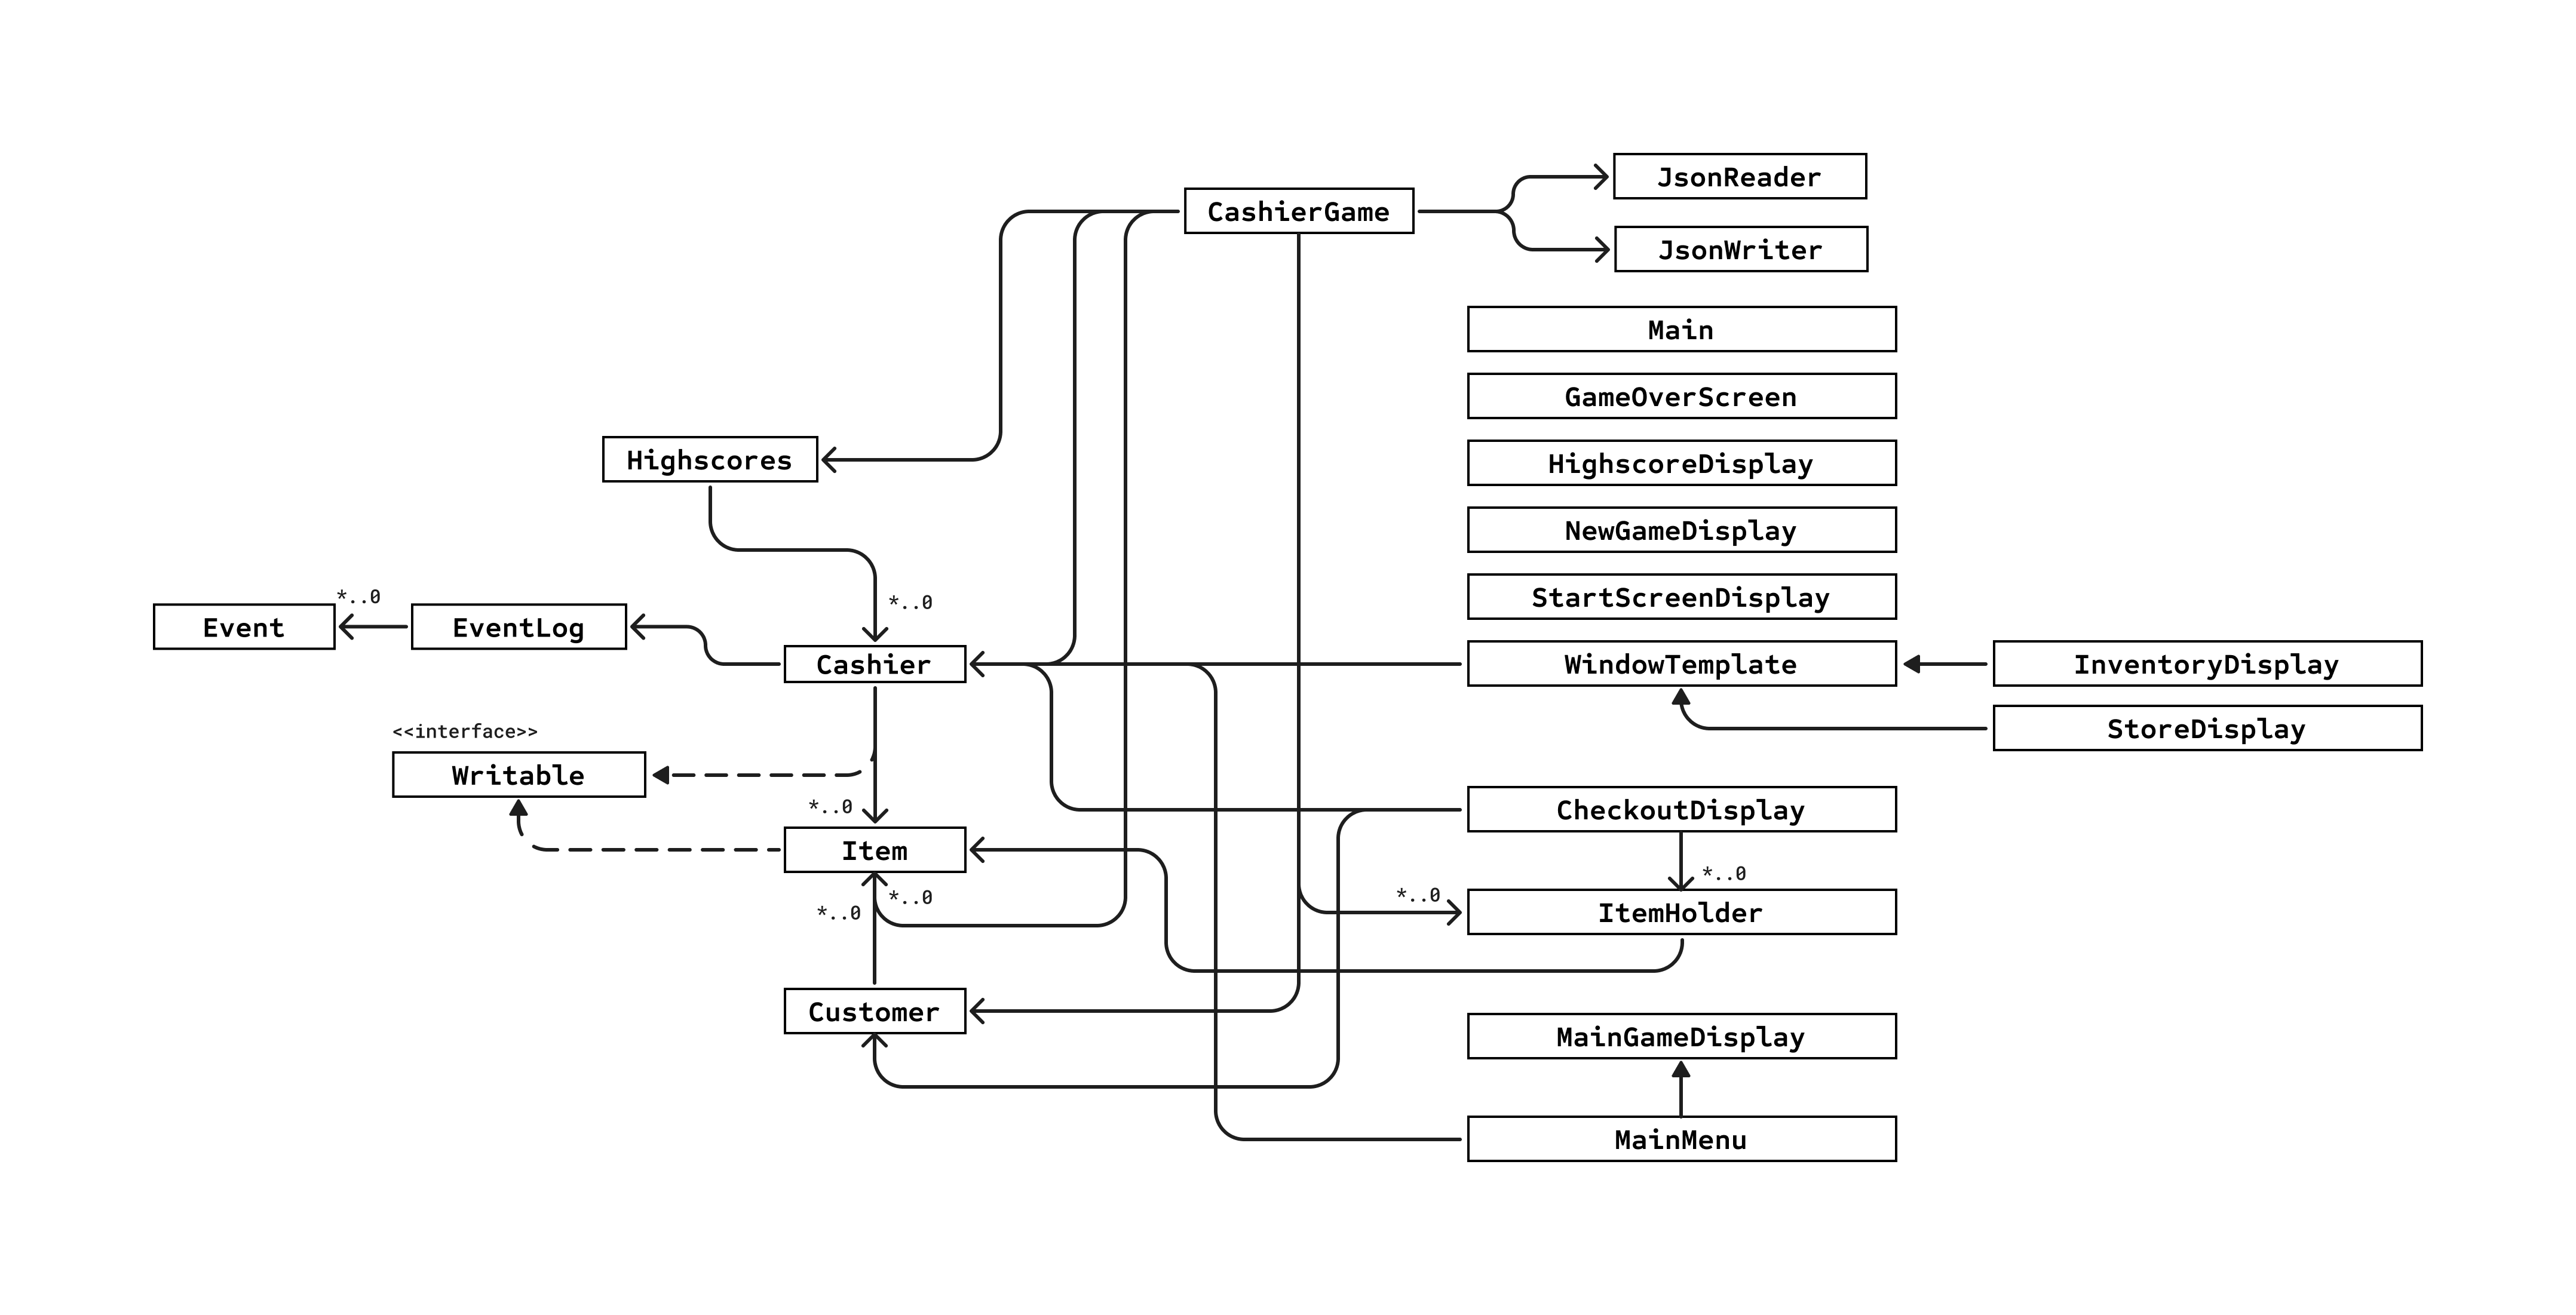 JsonReader
CashierGame
JsonWriter
Main
GameOverScreen
Highscores
HighscoreDisplay
NewGameDisplay
*..0
*..0
StartScreenDisplay
Event
EventLog
Cashier
WindowTemplate
InventoryDisplay
<<interface>>
StoreDisplay
Writable
*..0
CheckoutDisplay
Item
*..0
*..0
*..0
*..0
ItemHolder
Customer
MainGameDisplay
MainMenu